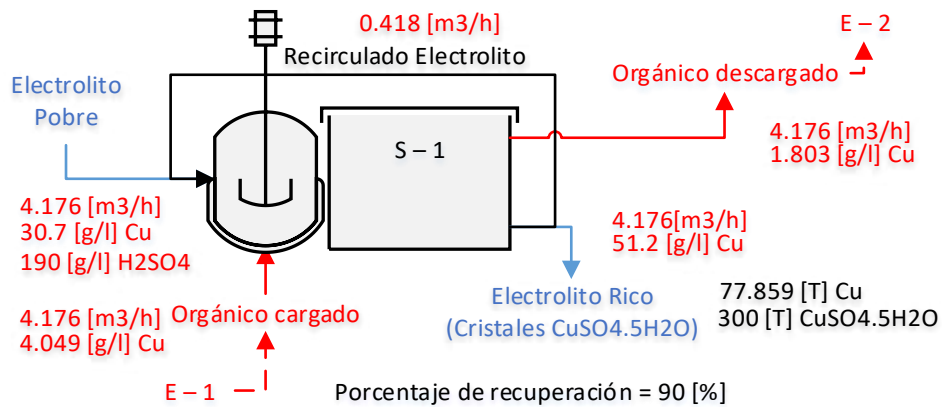 0.418 [m3/h]
Recirculado Electrolito
E – 2
Orgánico descargado
Electrolito
Pobre
S – 1
4.176 [m3/h]
1.803 [g/l] Cu
4.176 [m3/h]
30.7 [g/l] Cu
190 [g/l] H2SO4
4.176[m3/h]
51.2 [g/l] Cu
4.176 [m3/h]
4.049 [g/l] Cu
Orgánico cargado
Electrolito Rico
(Cristales CuSO4.5H2O)
77.859 [T] Cu
300 [T] CuSO4.5H2O
E – 1
Porcentaje de recuperación = 90 [%]